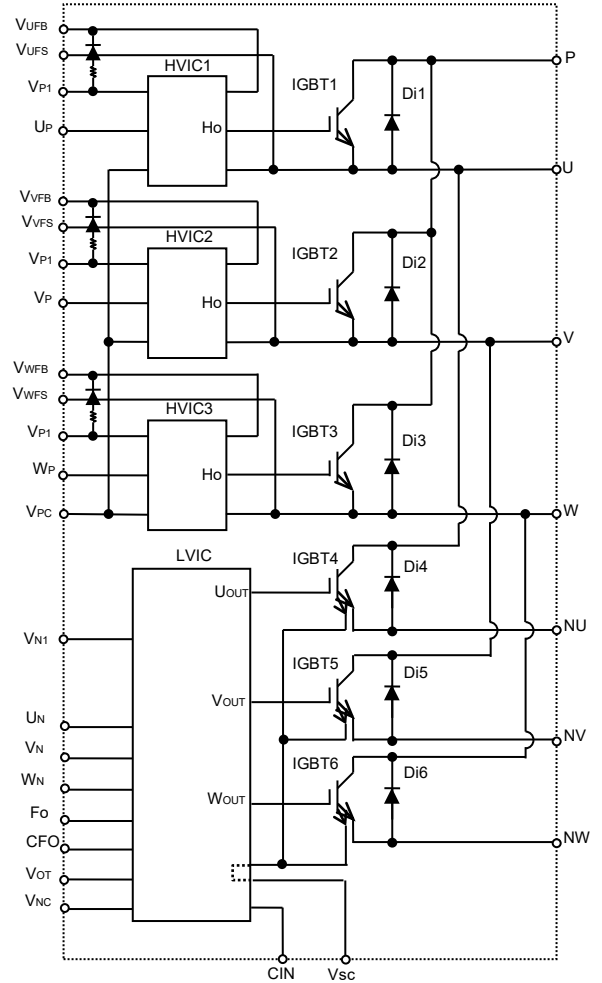 VUFB
VUFS
HVIC1
P
IGBT1
Di1
VP1
UP
Ho
U
VVFB
VVFS
HVIC2
IGBT2
Di2
VP1
VP
Ho
V
VWFB
VWFS
HVIC3
IGBT3
Di3
VP1
WP
Ho
VPC
W
LVIC
IGBT4
Di4
UOUT
NU
VN1
IGBT5
Di5
VOUT
UN
NV
VN
IGBT6
Di6
WN
WOUT
Fo
CFO
NW
VOT
VNC
CIN
Vsc